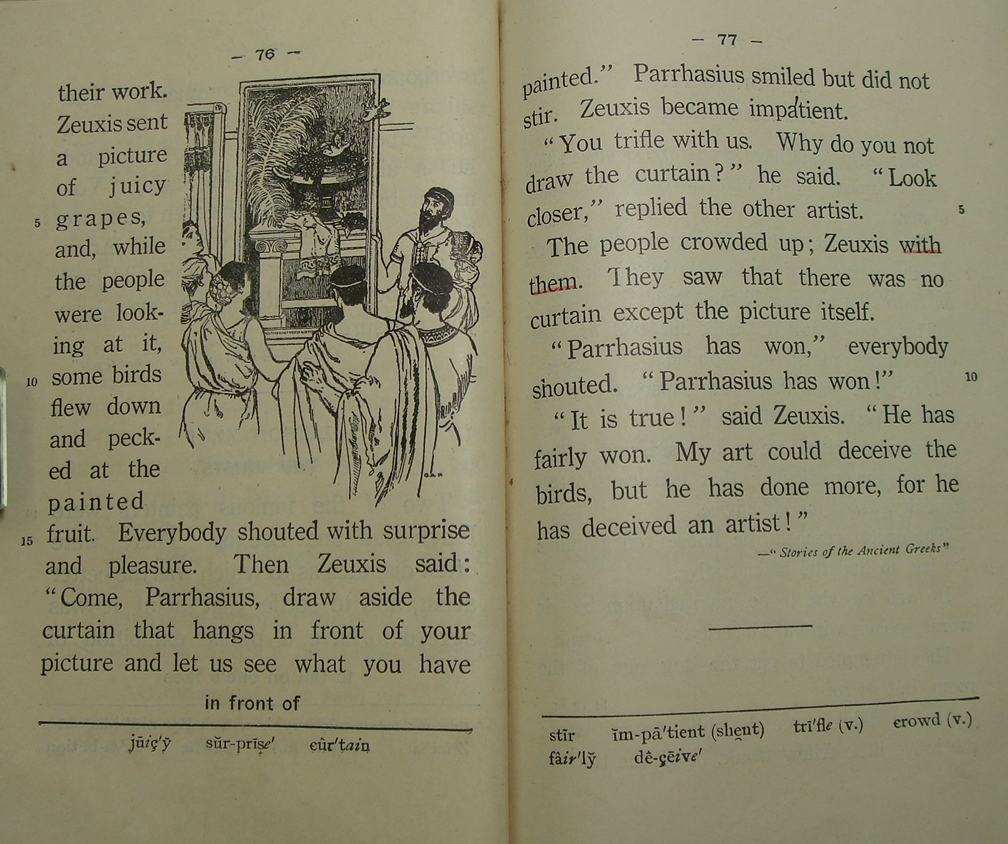 – 76 –
their work.
Zeuxis sent
a picture
of juicy
5 grapes,
and, while
the people
were look-
ing at it,
10 some birds
flew down
and peck-
ed at the
painted
15 fruit. Everybody shouted with surprise
and pleasure. Then Zeuxis said:
“Come, Parrhasius, draw aside the
curtain that hangs in front of your
picture and let us see what you have
in front of
jūiç′y̆ sŭr-prīşe′ cûr′tain
– 77 –
painted.” Parrhasius smiled but did not
stir. Zeuxis became impatient.
“You trifle with us. Why do you not
draw the curtain?” he said. “Look
closer,” replied the other artist. 5
The people crowded up; Zeuxis with
them. They saw that there was no
curtain except the picture itself.
“Parrhasius has won,” everybody
shouted. “Parrhasius has won!” 10
“It is true!” said Zeuxis. “He has
fairly won. My art could deceive the
birds, but he has done more, for he
has deceived an artist!”
—“Stories of the Ancient Greeks”
stĩr ĭm-pā′tient (shent) trī′fle (v.) crowd (v.)
fâir′ly̆ dê-çēive′